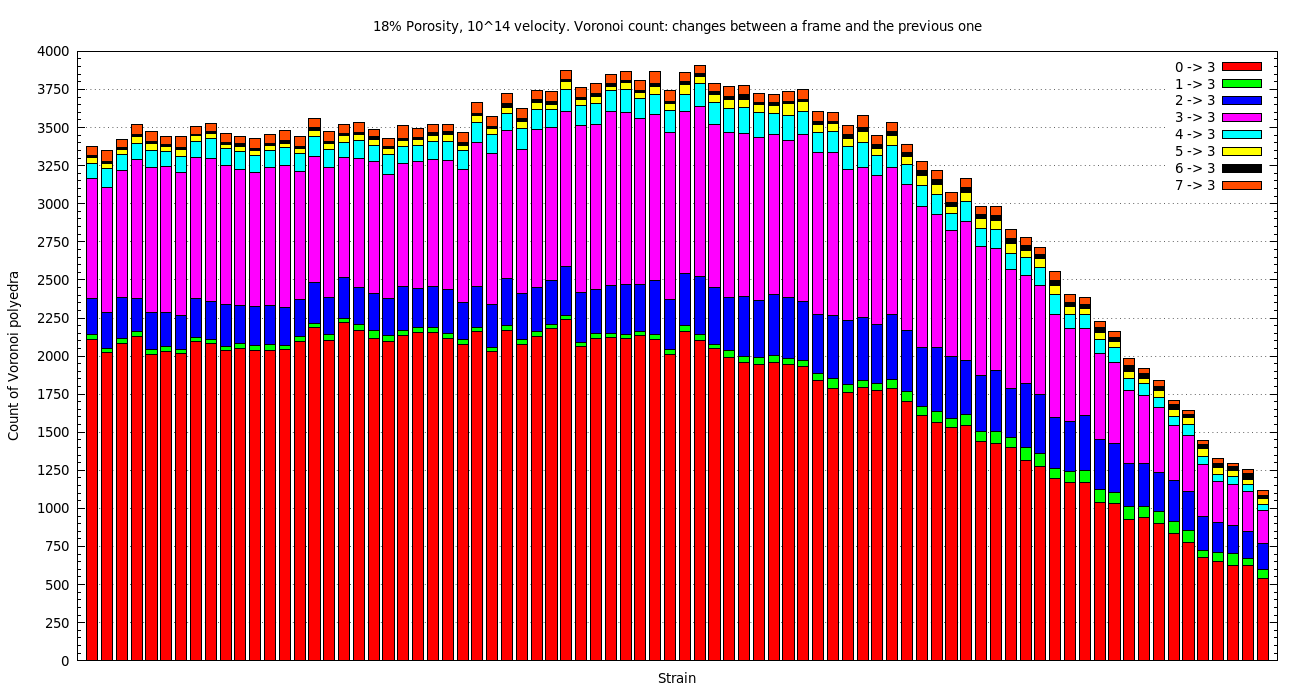 18% Porosity, 10^14 velocity. Voronoi count: changes between a frame and the previous one
4000
3750
3500
3250
3000
2750
2500
2250
2000
1750
1500
1250
1000
750
500
250
0
Count of Voronoi polyedra
Strain
0 -> 3
1 -> 3
2 -> 3
3 -> 3
4 -> 3
5 -> 3
6 -> 3
7 -> 3